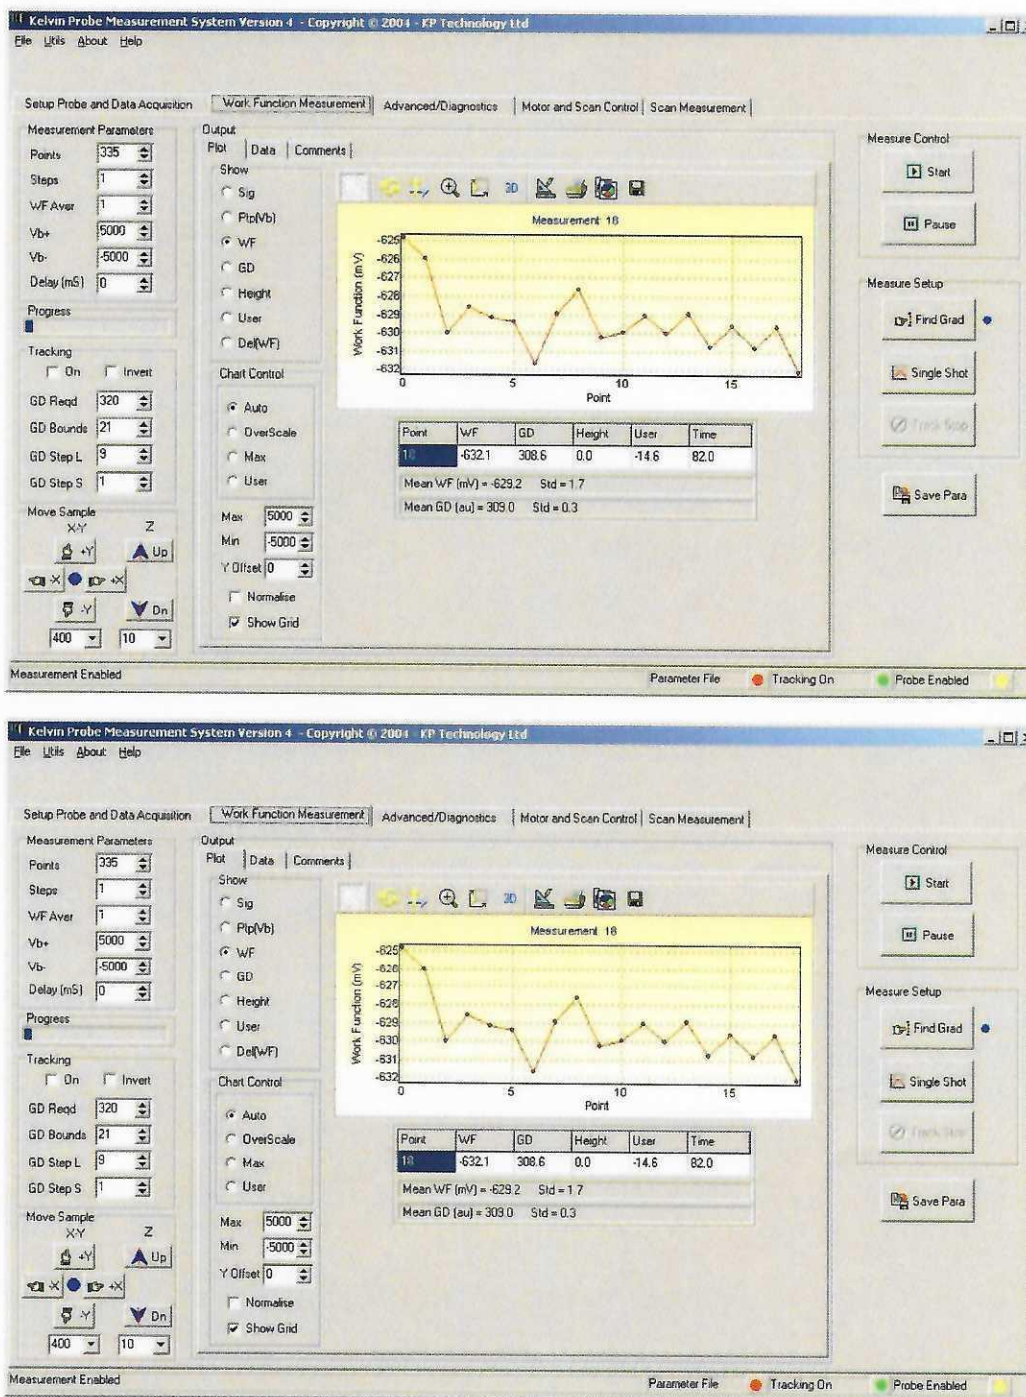 Kelvin Probe Measurement System Version 4 - Copyright © 2004 - KP Technology Ltd
File Utils About Help
Setup Probe and Data Acquisition Work Function Measurement Advanced/Diagnostics Motor and Scan Control Scan Measurement
Measurement Parameters
Points 335
Steps 1
WF Aver 1
Vb+ 5000
Vb- -5000
Delay (mS) 0
Progress
Tracking
On Invert
GD Reqd 320
GD Bounds 21
GD Step L 9
GD Step S 1
Move Sample
X-Y Z
+Y Up
-X +X
-Y Dn
400 10
Output
Plot Data Comments
Show
Sig
Ptp(Vb)
WF
GD
Height
User
Del(WF)
Chart Control
Auto
OverScale
Max
User
Max 5000
Min -5000
Y Offset 0
Normalise
Show Grid
3D
Measurement 18
Work Function (mV)
-625
-626
-627
-628
-629
-630
-631
-632
0 5 10 15
Point
Point WF GD Height User Time
18 -632.1 308.6 0.0 -14.6 82.0
Mean WF (mV) = -629.2 Std = 1.7
Mean GD (au) = 309.0 Std = 0.3
Measure Control
Start
Pause
Measure Setup
Find Grad
Single Shot
Track Stop
Save Para
Measurement Enabled Parameter File Tracking On Probe Enabled
Kelvin Probe Measurement System Version 4 - Copyright © 2004 - KP Technology Ltd
File Utils About Help
Setup Probe and Data Acquisition Work Function Measurement Advanced/Diagnostics Motor and Scan Control Scan Measurement
Measurement Parameters
Points 335
Steps 1
WF Aver 1
Vb+ 5000
Vb- -5000
Delay (mS) 0
Progress
Tracking
On Invert
GD Reqd 320
GD Bounds 21
GD Step L 9
GD Step S 1
Move Sample
X-Y Z
+Y Up
-X +X
-Y Dn
400 10
Output
Plot Data Comments
Show
Sig
Ptp(Vb)
WF
GD
Height
User
Del(WF)
Chart Control
Auto
OverScale
Max
User
Max 5000
Min -5000
Y Offset 0
Normalise
Show Grid
3D
Measurement 18
Work Function (mV)
-625
-626
-627
-628
-629
-630
-631
-632
0 5 10 15
Point
Point WF GD Height User Time
18 -632.1 308.6 0.0 -14.6 82.0
Mean WF (mV) = -629.2 Std = 1.7
Mean GD (au) = 309.0 Std = 0.3
Measure Control
Start
Pause
Measure Setup
Find Grad
Single Shot
Track Stop
Save Para
Measurement Enabled Parameter File Tracking On Probe Enabled